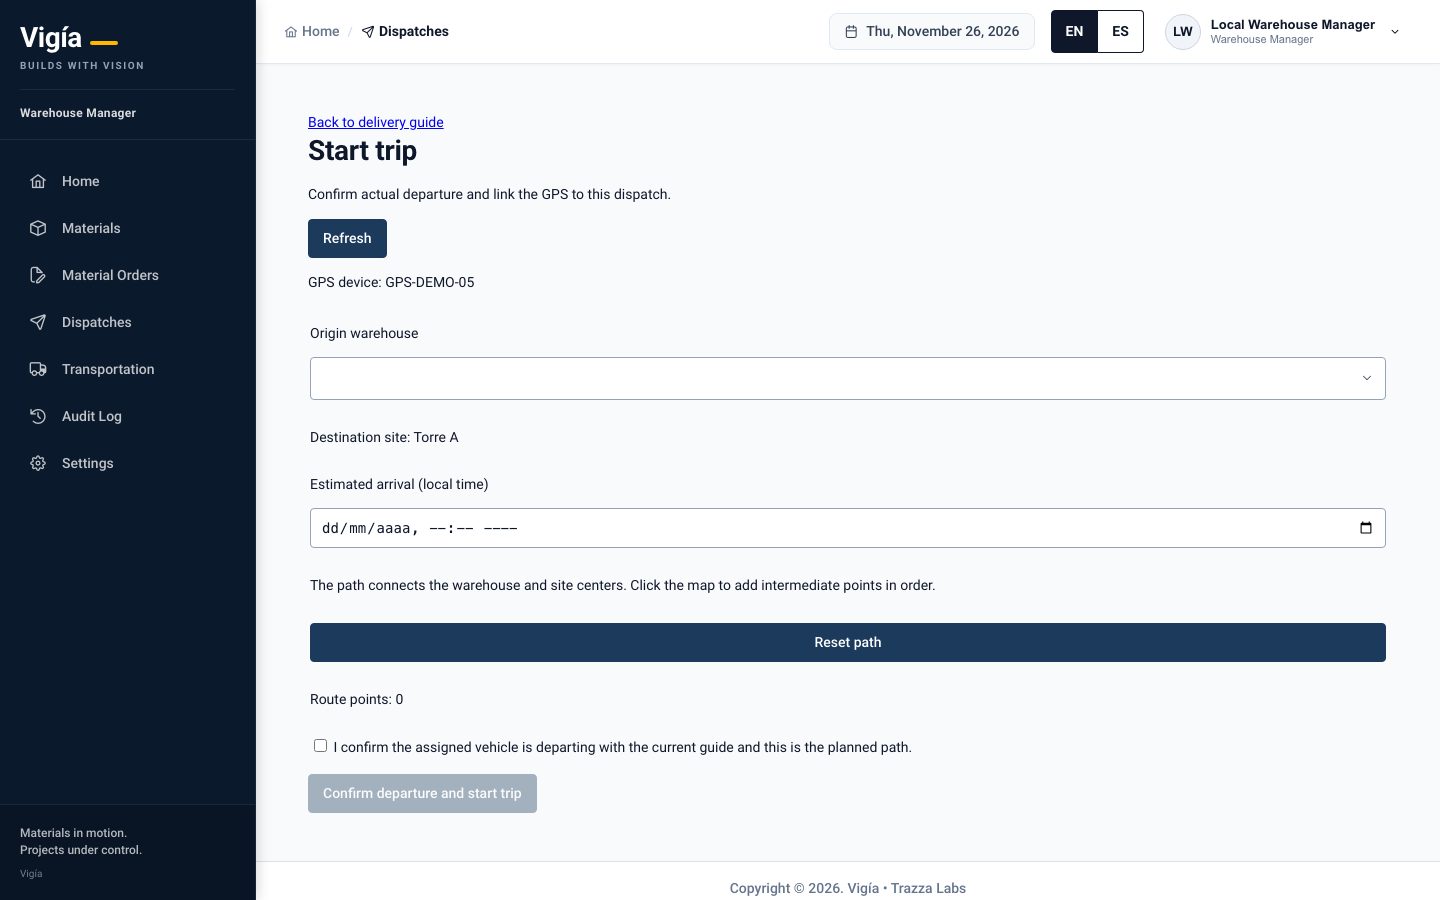 Vigía
BUILDS WITH VISION
Warehouse Manager
Home
Materials
Material Orders
Dispatches
Transportation
Audit Log
Settings
Materials in motion.
Projects under control.
Vigía
Home / Dispatches
Thu, November 26, 2026
EN ES
LW
Local Warehouse Manager
Warehouse Manager
Back to delivery guide
Start trip
Confirm actual departure and link the GPS to this dispatch.
Refresh
GPS device: GPS-DEMO-05
Origin warehouse
Destination site: Torre A
Estimated arrival (local time)
dd/mm/aaaa, --:-- ----
The path connects the warehouse and site centers. Click the map to add intermediate points in order.
Reset path
Route points: 0
I confirm the assigned vehicle is departing with the current guide and this is the planned path.
Confirm departure and start trip
Copyright © 2026. Vigía • Trazza Labs